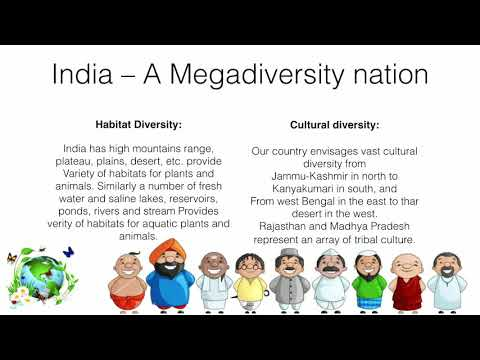 India – A Megadiversity nation
Habitat Diversity:
India has high mountains range,
plateau, plains, desert, etc. provide
Variety of habitats for plants and
animals. Similarly a number of fresh
water and saline lakes, reservoirs,
ponds, rivers and stream Provides
verity of habitats for aquatic plants and
animals.
Cultural diversity:
Our country envisages vast cultural
diversity from
Jammu-Kashmir in north to
Kanyakumari in south, and
From west Bengal in the east to thar
desert in the west.
Rajasthan and Madhya Pradesh
represent an array of tribal culture.